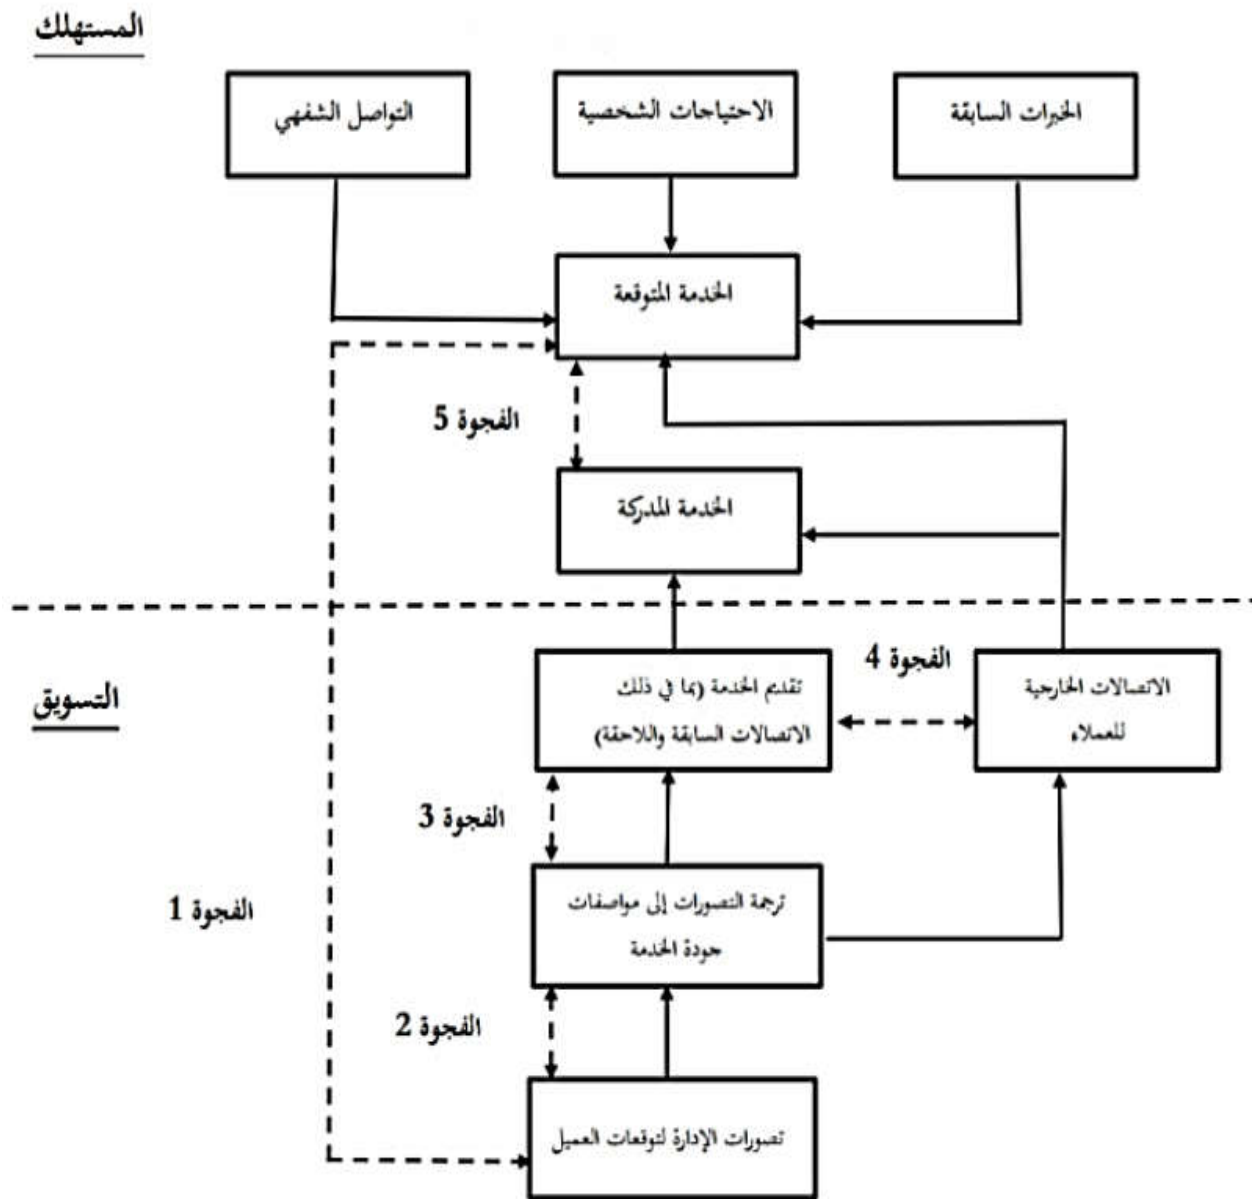 المستهلك
الخبرات السابقة
الاحتياجات الشخصية
التواصل الشفهي
الخدمة المتوقعة
الفجوة 5
الخدمة المدركة
التسويق
الاتصالات الخارجية
للعملاء
الفجوة 4
تقديم الخدمة (بما في ذلك
الاتصالات السابقة واللاحقة)
الفجوة 3
ترجمة التصورات إلى مواصفات
جودة الخدمة
الفجوة 1
الفجوة 2
تصورات الإدارة لتوقعات العميل